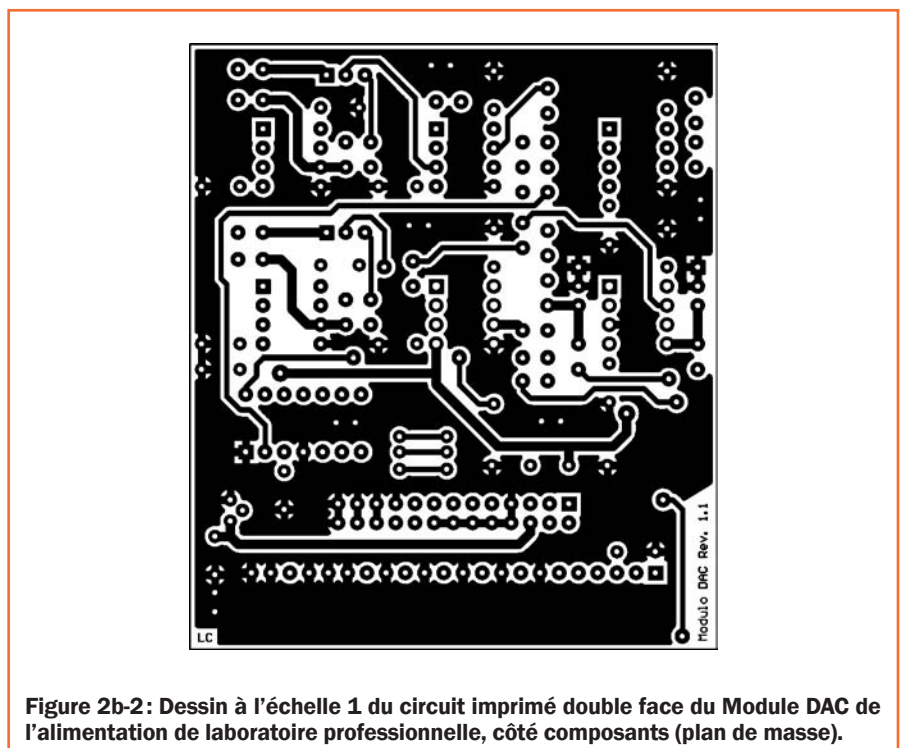 Modulo DAC Rev. 1.1
LC
Figure 2b-2 : Dessin à l'échelle 1 du circuit imprimé double face du Module DAC de
l'alimentation de laboratoire professionnelle, côté composants (plan de masse).